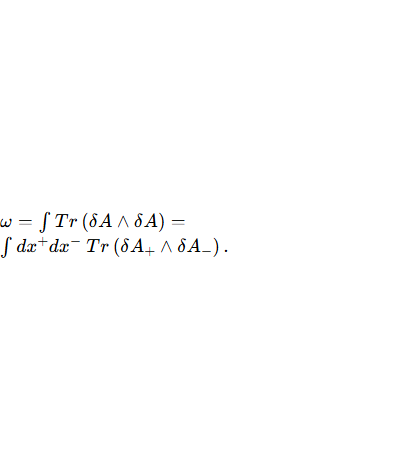 ω = ∫ Tr (δA ∧ δA) =
∫ dx⁺dx⁻ Tr (δA₊ ∧ δA₋) .